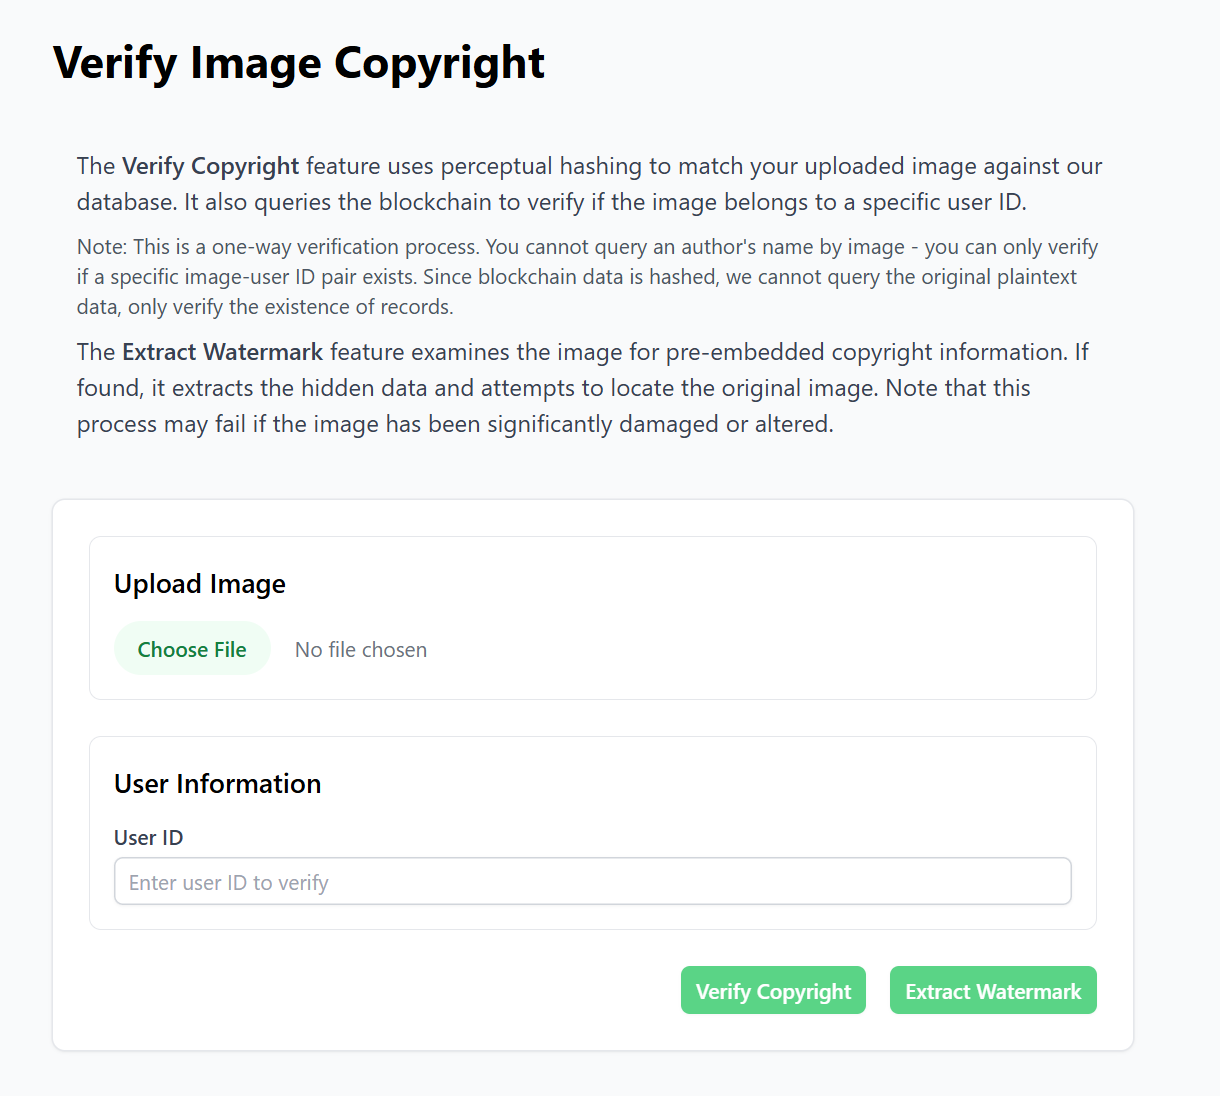 Verify Image Copyright
The Verify Copyright feature uses perceptual hashing to match your uploaded image against our
database. It also queries the blockchain to verify if the image belongs to a specific user ID.
Note: This is a one-way verification process. You cannot query an author's name by image - you can only verify
if a specific image-user ID pair exists. Since blockchain data is hashed, we cannot query the original plaintext
data, only verify the existence of records.
The Extract Watermark feature examines the image for pre-embedded copyright information. If
found, it extracts the hidden data and attempts to locate the original image. Note that this
process may fail if the image has been significantly damaged or altered.
Upload Image
Choose File No file chosen
User Information
User ID
Enter user ID to verify
Verify Copyright Extract Watermark